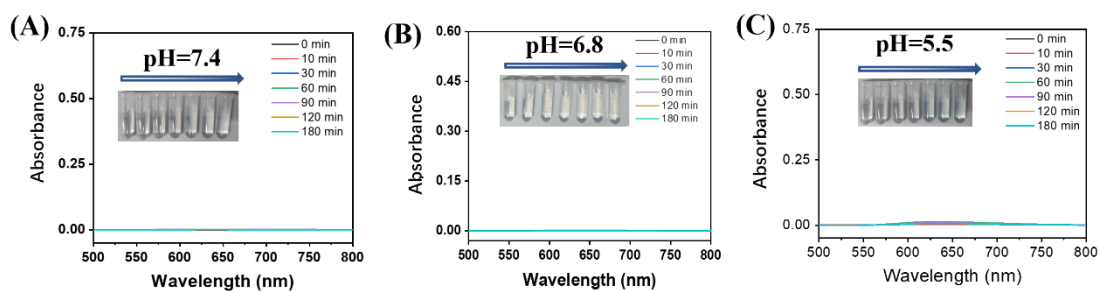 (A)
pH=7.4
0 min
10 min
30 min
60 min
90 min
120 min
180 min
0.75
0.50
0.25
0.00
Absorbance
500 550 600 650 700 750 800
Wavelength (nm)
(B)
pH=6.8
0 min
10 min
30 min
60 min
90 min
120 min
180 min
0.60
0.45
0.30
0.15
0.00
Absorbance
500 550 600 650 700 750 800
Wavelength (nm)
(C)
pH=5.5
0 min
10 min
30 min
60 min
90 min
120 min
180 min
0.75
0.50
0.25
0.00
Absorbance
500 550 600 650 700 750 800
Wavelength (nm)